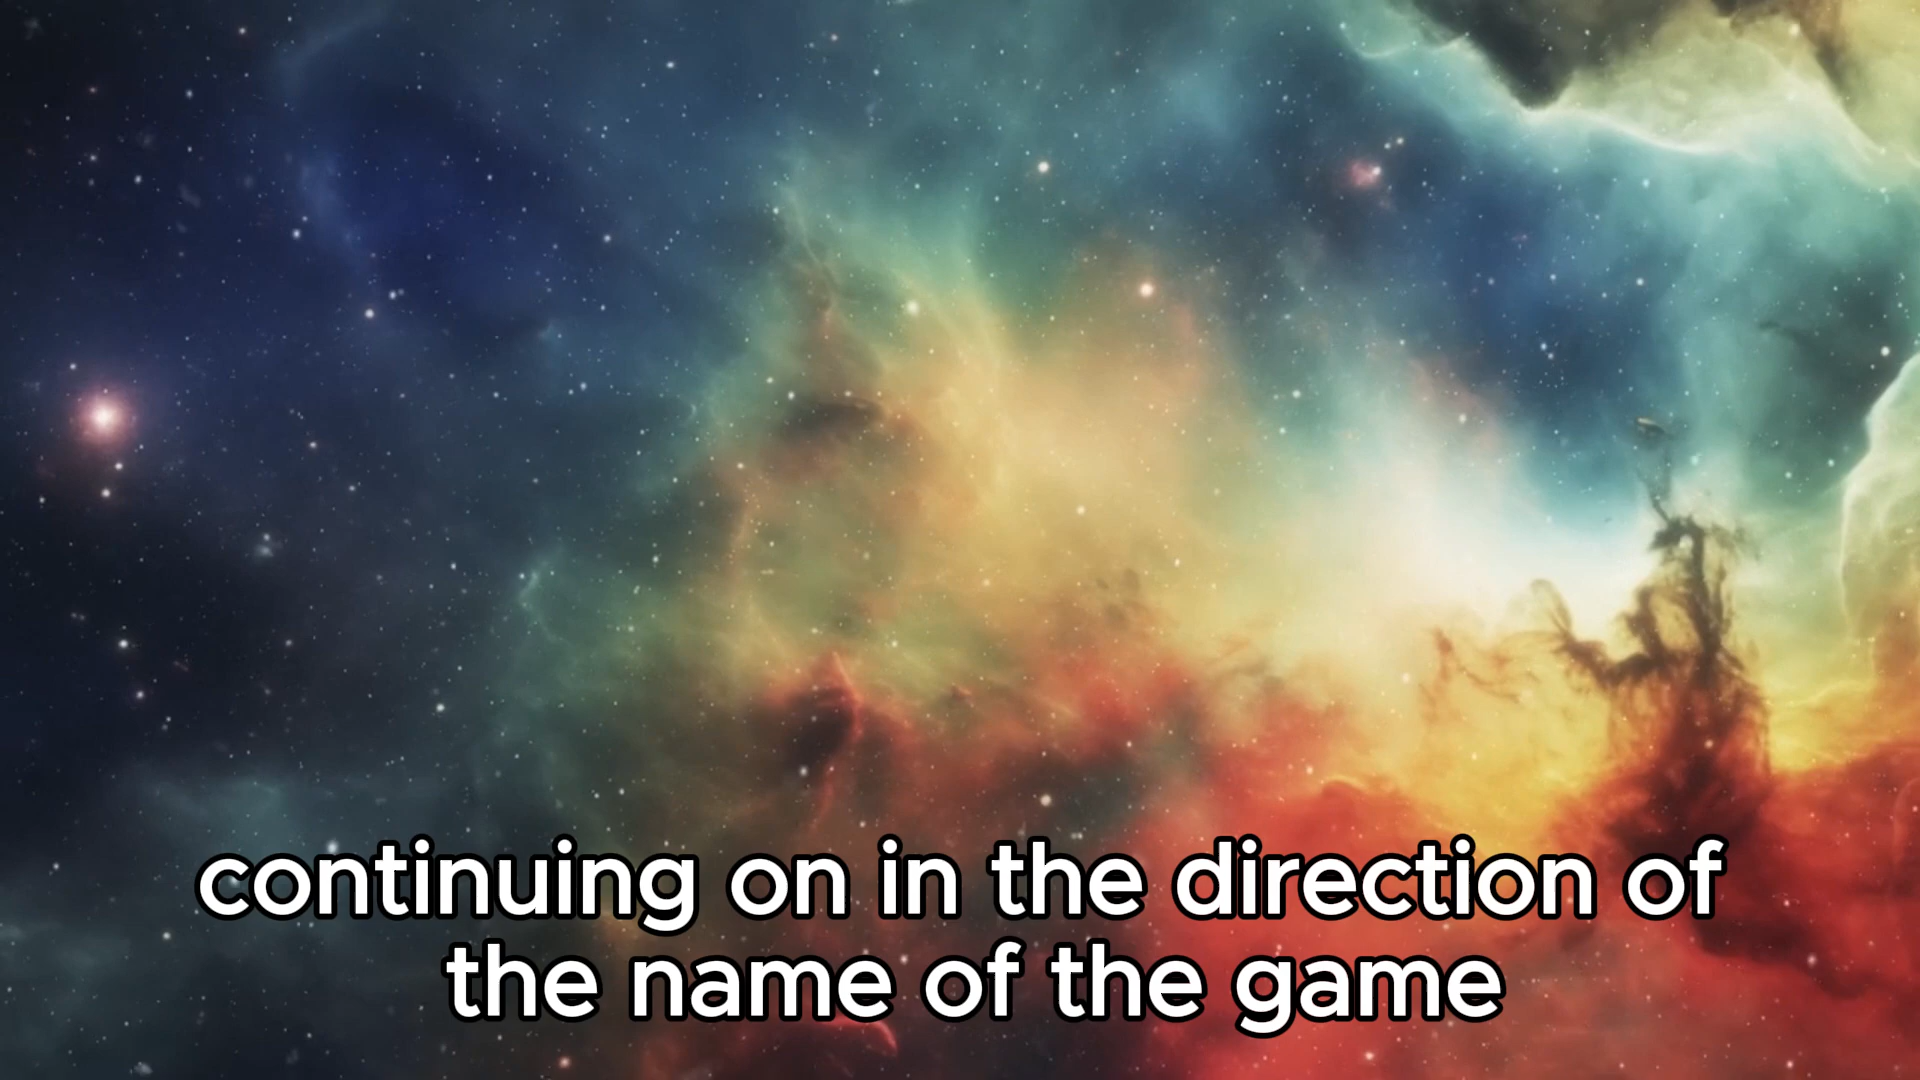 continuing on in the direction of
the name of the game